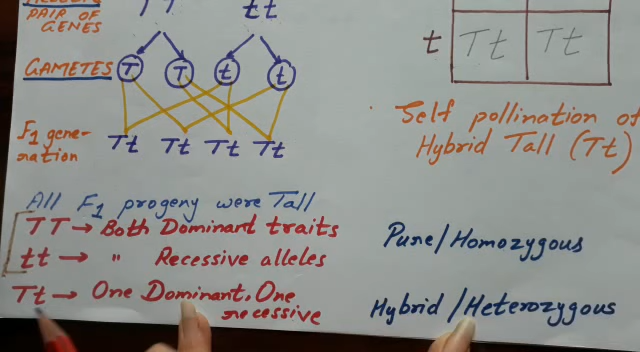 PAIR OF
GENES
TT tt
GAMETES T T t t
F1 gene-
nation Tt Tt Tt Tt
All F1 progeny were Tall
TT → Both Dominant traits
tt → " Recessive alleles
Tt → One Dominant, One
recessive
t Tt Tt
Self pollination of
Hybrid Tall (Tt)
Pure/Homozygous
Hybrid/Heterozygous